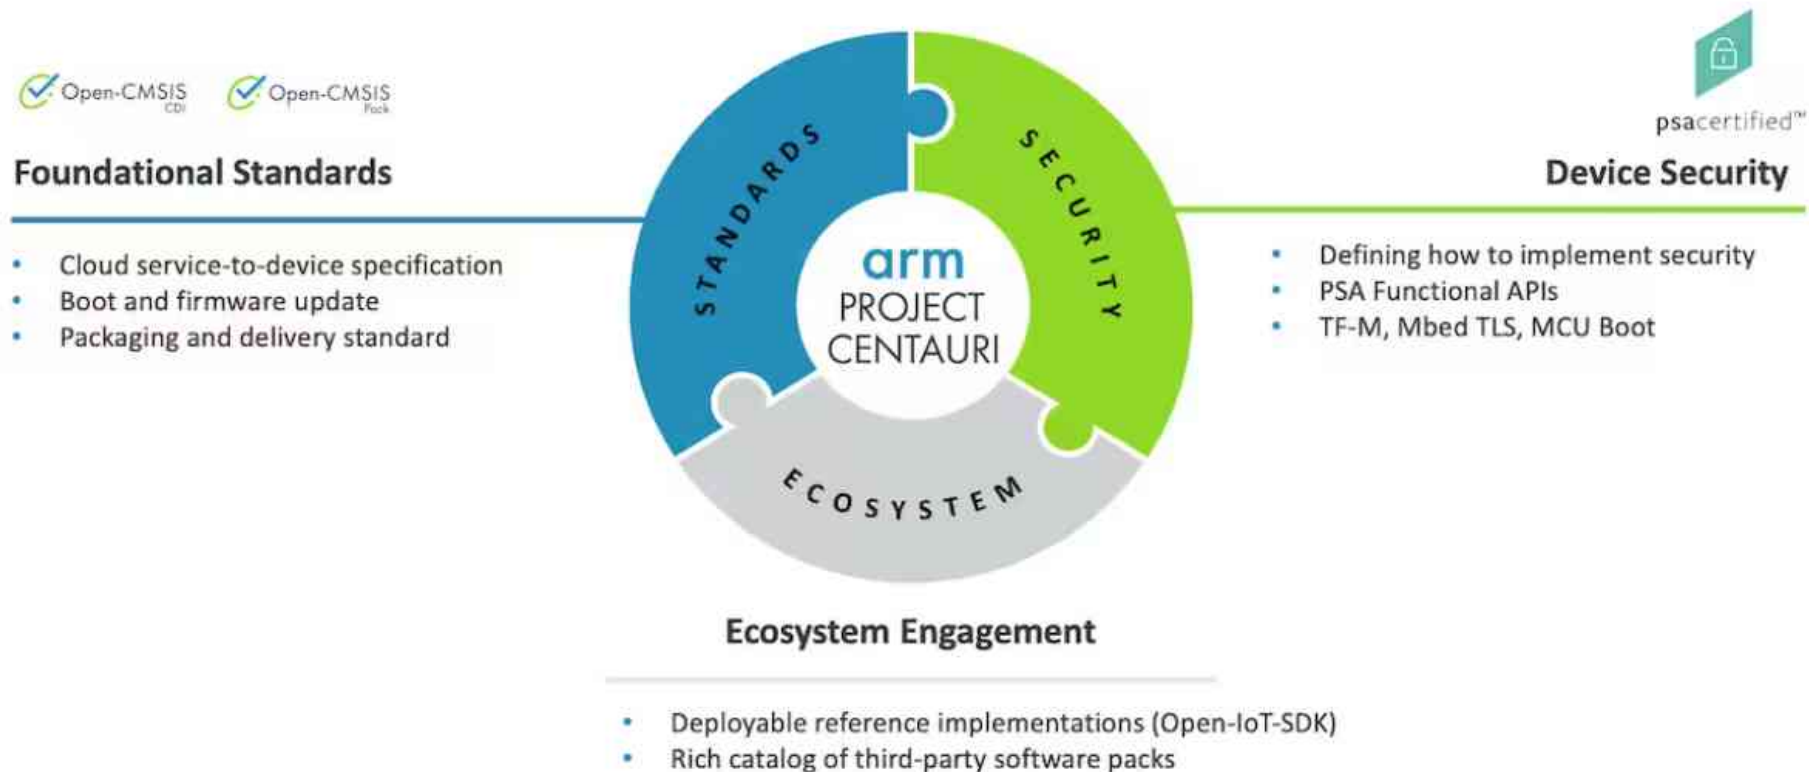 Open-CMSIS
CDI
Open-CMSIS
Pack
Foundational Standards
Cloud service-to-device specification
Boot and firmware update
Packaging and delivery standard
STANDARDS
SECURITY
ECOSYSTEM
arm
PROJECT
CENTAURI
psacertified™
Device Security
Defining how to implement security
PSA Functional APIs
TF-M, Mbed TLS, MCU Boot
Ecosystem Engagement
Deployable reference implementations (Open-IoT-SDK)
Rich catalog of third-party software packs